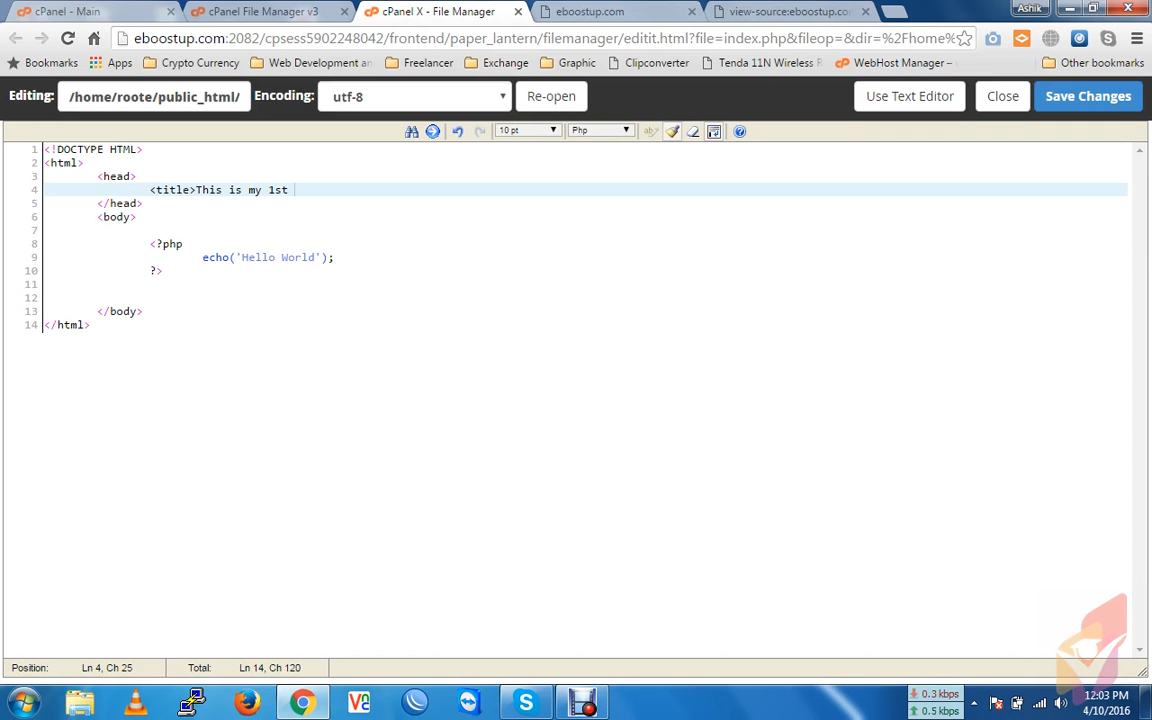 cPanel - Main
cPanel File Manager v3
cPanel X - File Manager
eboostup.com
view-source:eboostup.co
Ashik
eboostup.com:2082/cpsess5902248042/frontend/paper_lantern/filemanager/editit.html?file=index.php&fileop=&dir=%2Fhome%
Bookmarks
Apps
Crypto Currency
Web Development an
Freelancer
Exchange
Graphic
Clipconverter
Tenda 11N Wireless R
WebHost Manager –
Other bookmarks
Editing: /home/roote/public_html/ Encoding: utf-8 Re-open Use Text Editor Close Save Changes
10 pt Php
1 <!DOCTYPE HTML>
2 <html>
3 <head>
4 <title>This is my 1st
5 </head>
6 <body>
7
8 <?php
9 echo('Hello World');
10 ?>
11
12
13 </body>
14 </html>
Position: Ln 4, Ch 25 Total: Ln 14, Ch 120
0.3 kbps
0.5 kbps
12:03 PM
4/10/2016